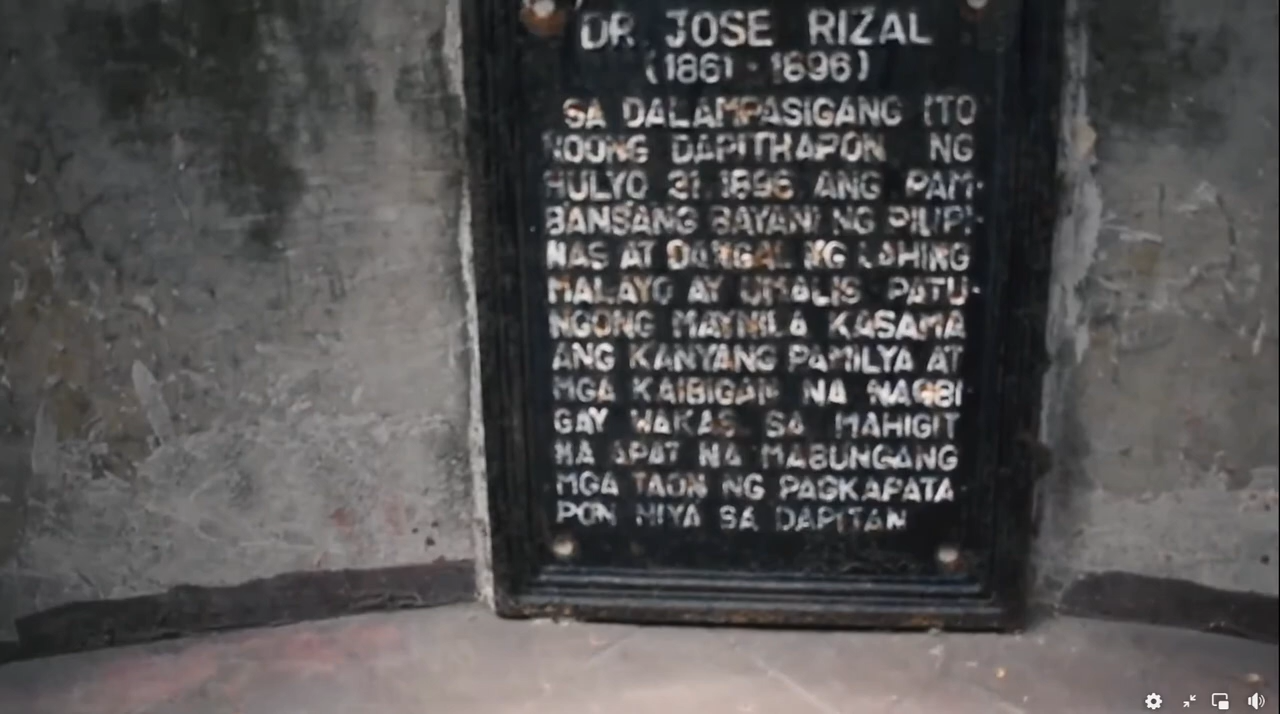 DR. JOSE RIZAL
(1861 - 1896)
SA DALAMPASIGANG ITO
NOONG DAPITHAPON NG
HULYO 31 1896 ANG PAM-
BANSANG BAYANI NG PILIPI-
NAS AT DANGAL NG LAHING
MALAYO AY UMALIS PATU-
NGONG MAYNILA KASAMA
ANG KANYANG PAMILYA AT
MGA KAIBIGAN NA NAGBI-
GAY WAKAS SA MAHIGIT
NA APAT NA MABUNGANG
MGA TAON NG PAGKAPATA-
PON NIYA SA DAPITAN